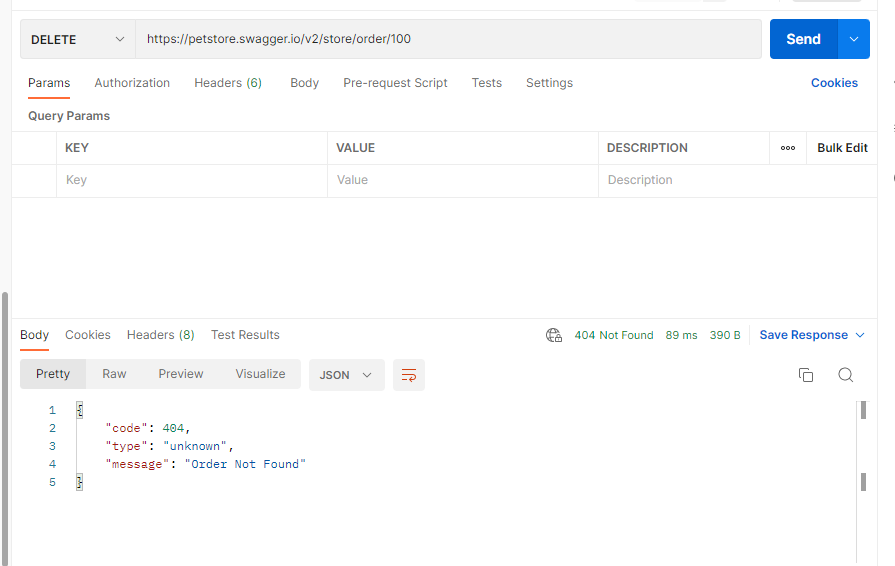 DELETE https://petstore.swagger.io/v2/store/order/100 Send
Params Authorization Headers (6) Body Pre-request Script Tests Settings Cookies
Query Params
KEY VALUE DESCRIPTION ooo Bulk Edit
Key Value Description
Body Cookies Headers (8) Test Results 404 Not Found 89 ms 390 B Save Response
Pretty Raw Preview Visualize JSON
1 {
2 "code": 404,
3 "type": "unknown",
4 "message": "Order Not Found"
5 }